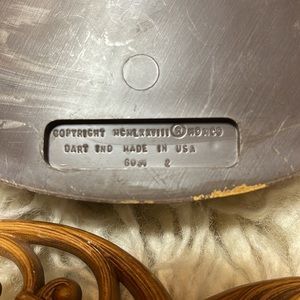 COPYRIGHT MCMLXXVIII ® HOMCO
DART IND MADE IN USA